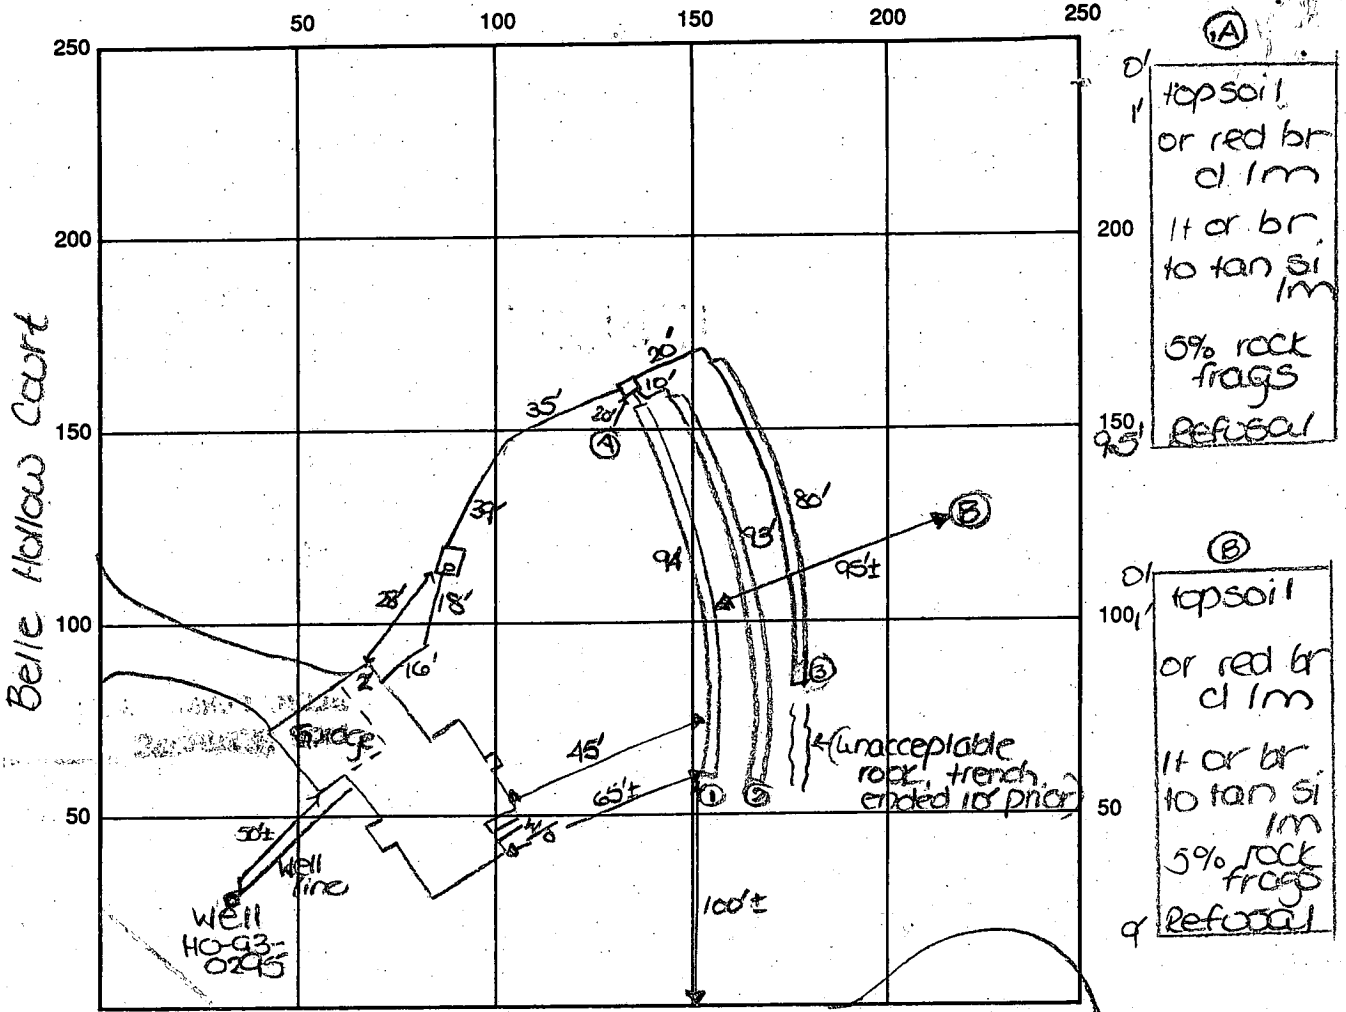 50 100 150 200 250
250
200
150
100
50
200
150
100
50
Belle Hollow Court
A
0'
topsoil
1'
or red br
cl lm
lt or br
to tan si
lm
5% rock
frags
9.5' Refusal
B
0'
topsoil
1'
or red br
cl lm
lt or br
to tan si
lm
5% rock
frags
9' Refusal
20'
10'
35'
20'
A
39'
80'
B
93'
94'
95'±
28'
18'
16'
3
Garage
45'
65'±
(unacceptable
rock, trench
ended 10' prior)
1
2
50'±
Well
line
Well
HO-93-
0295
100'±